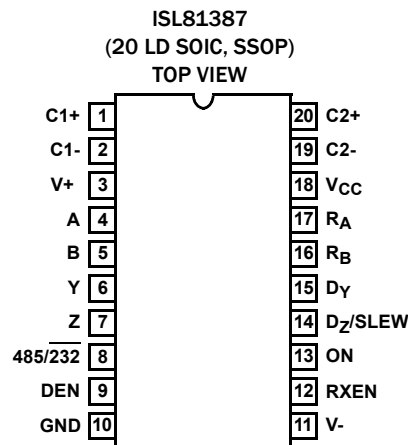 ISL81387
(20 LD SOIC, SSOP)
TOP VIEW
C1+ 1 20 C2+
C1- 2 19 C2-
V+ 3 18 VCC
A 4 17 RA
B 5 16 RB
Y 6 15 DY
Z 7 14 DZ/SLEW
485/232 8 13 ON
DEN 9 12 RXEN
GND 10 11 V-